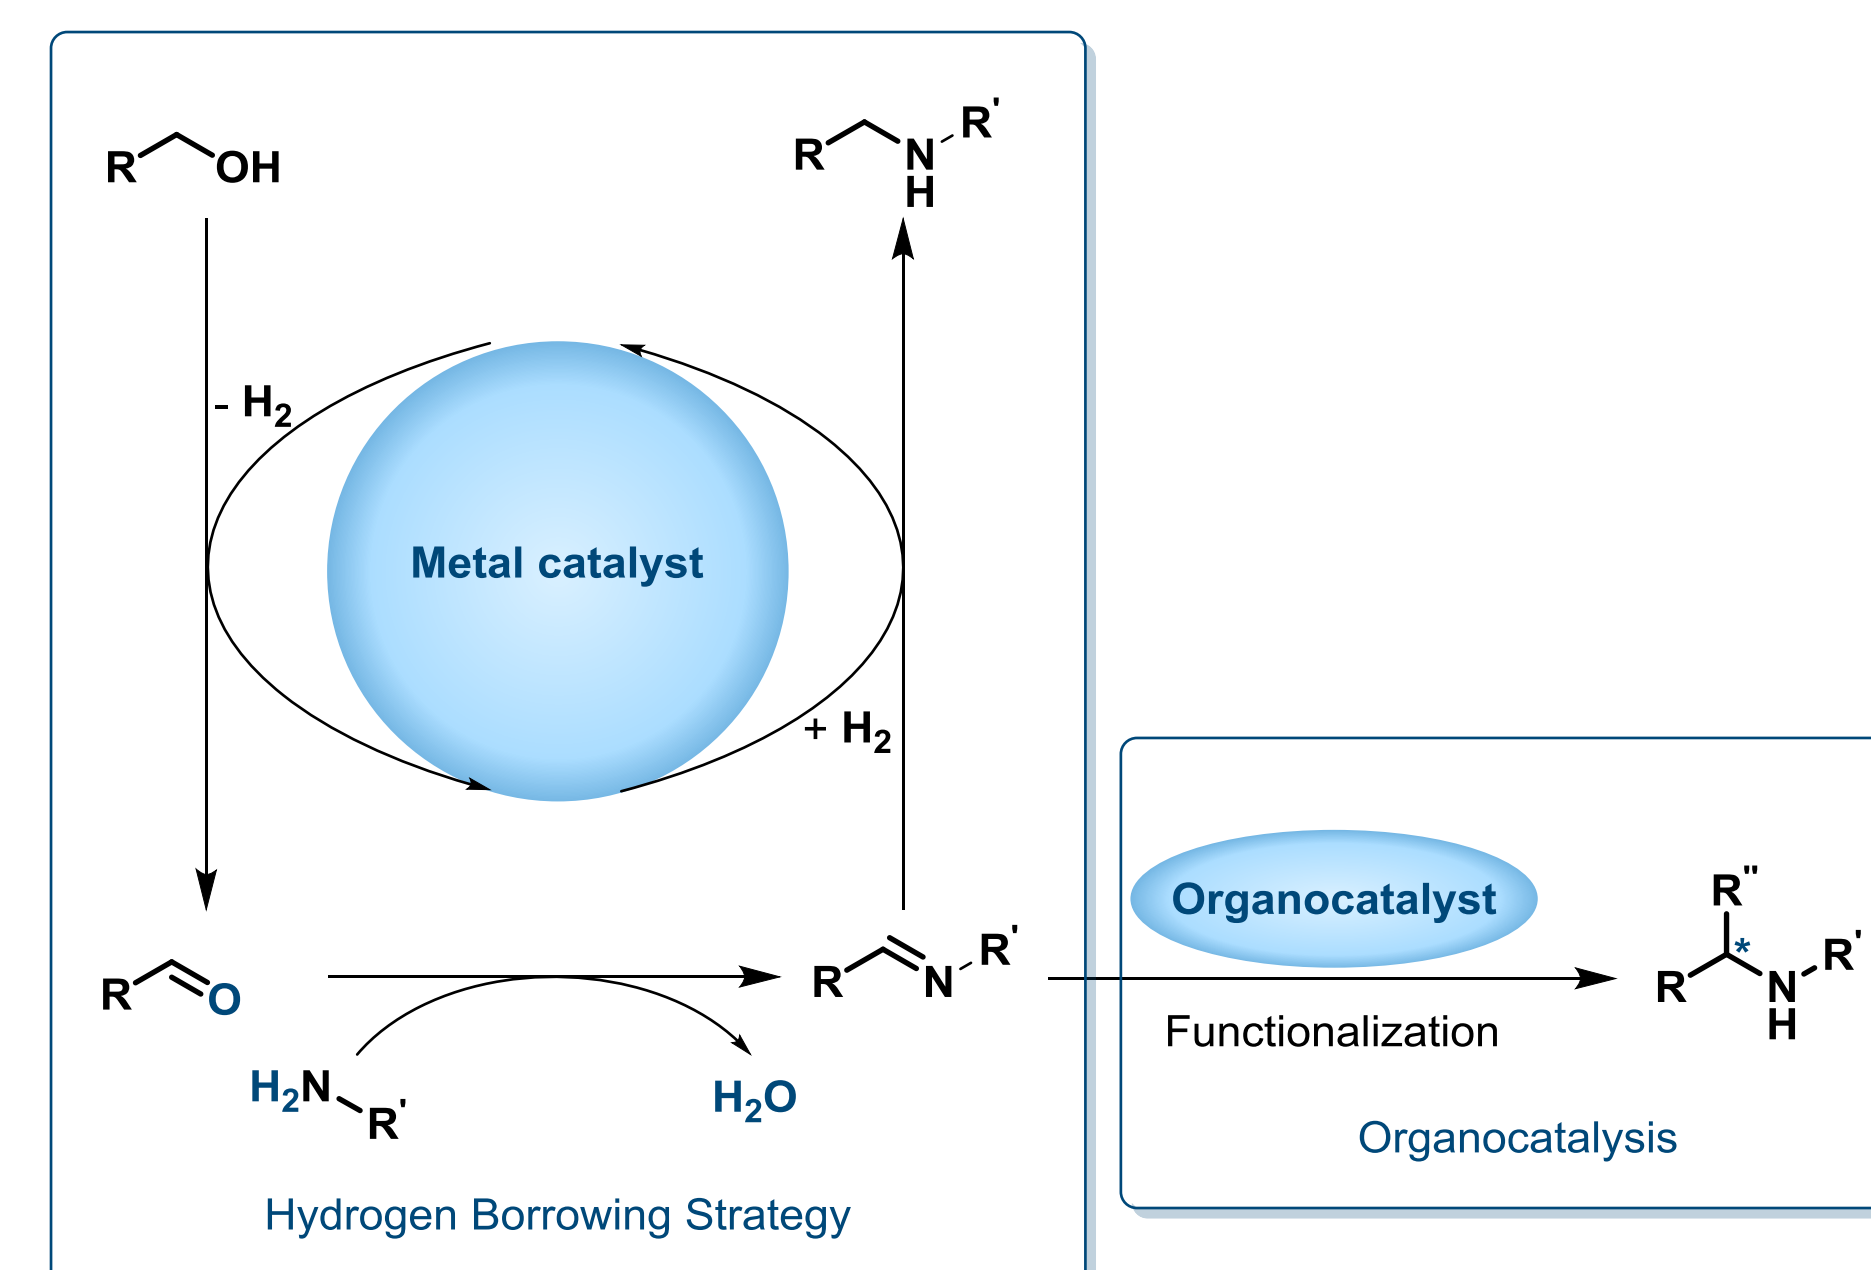 R OH
R N R'
H
- H2
Metal catalyst
+ H2
Organocatalyst
R''
*
R O
R N R'
R N R'
H
Functionalization
H2N R'
H2O
Organocatalysis
Hydrogen Borrowing Strategy